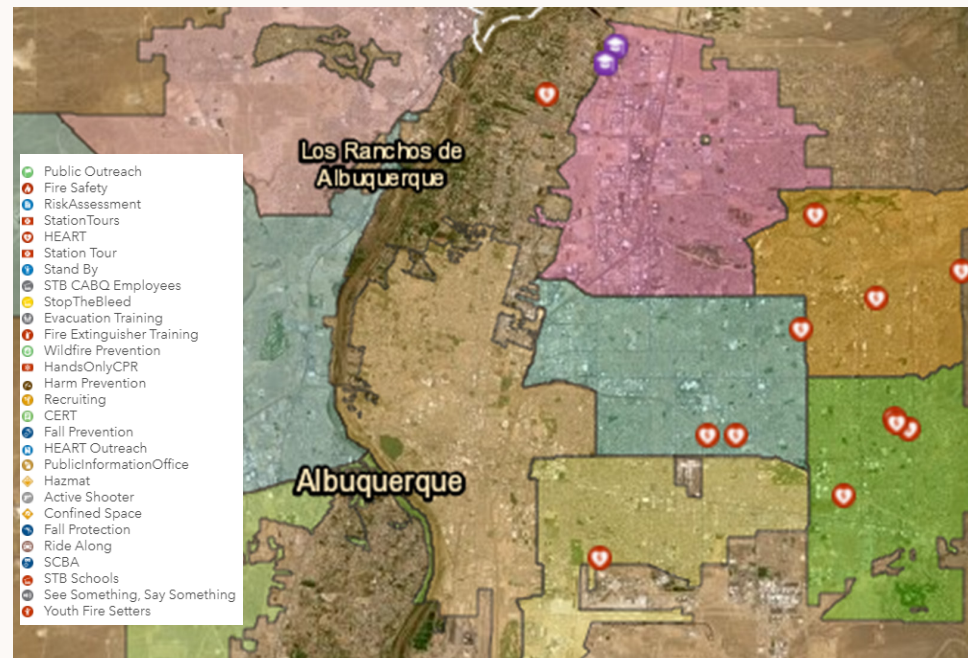 Los Ranchos de
Albuquerque
Public Outreach
Fire Safety
RiskAssessment
StationTours
HEART
Station Tour
Stand By
STB CABQ Employees
StopTheBleed
Evacuation Training
Fire Extinguisher Training
Wildfire Prevention
HandsOnlyCPR
Harm Prevention
Recruiting
CERT
Fall Prevention
HEART Outreach
PublicInformationOffice
Hazmat
Active Shooter
Confined Space
Fall Protection
Ride Along
SCBA
STB Schools
See Something, Say Something
Youth Fire Setters
Albuquerque